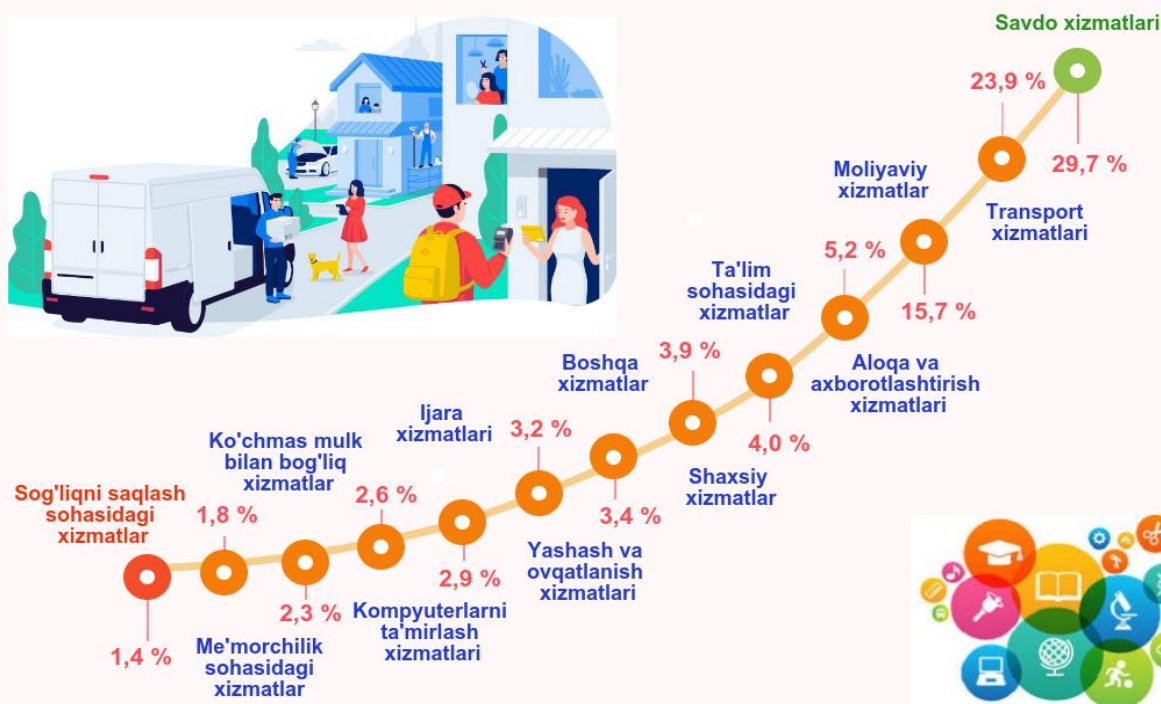 Savdo xizmatlari
23,9 %
29,7 %
Moliyaviy
xizmatlar
Transport
xizmatlari
5,2 %
15,7 %
Ta'lim
sohasidagi
xizmatlar
Aloqa va
axborotlashtirish
xizmatlari
Boshqa
xizmatlar
3,9 %
4,0 %
Ijara
xizmatlari
3,2 %
Shaxsiy
xizmatlar
Ko'chmas mulk
bilan bog'liq
xizmatlar
2,6 %
3,4 %
Sog'liqni saqlash
sohasidagi
xizmatlar
1,8 %
2,9 %
Yashash va
ovqatlanish
xizmatlari
2,3 %
Kompyuterlarni
ta'mirlash
xizmatlari
1,4 %
Me'morchilik
sohasidagi
xizmatlar